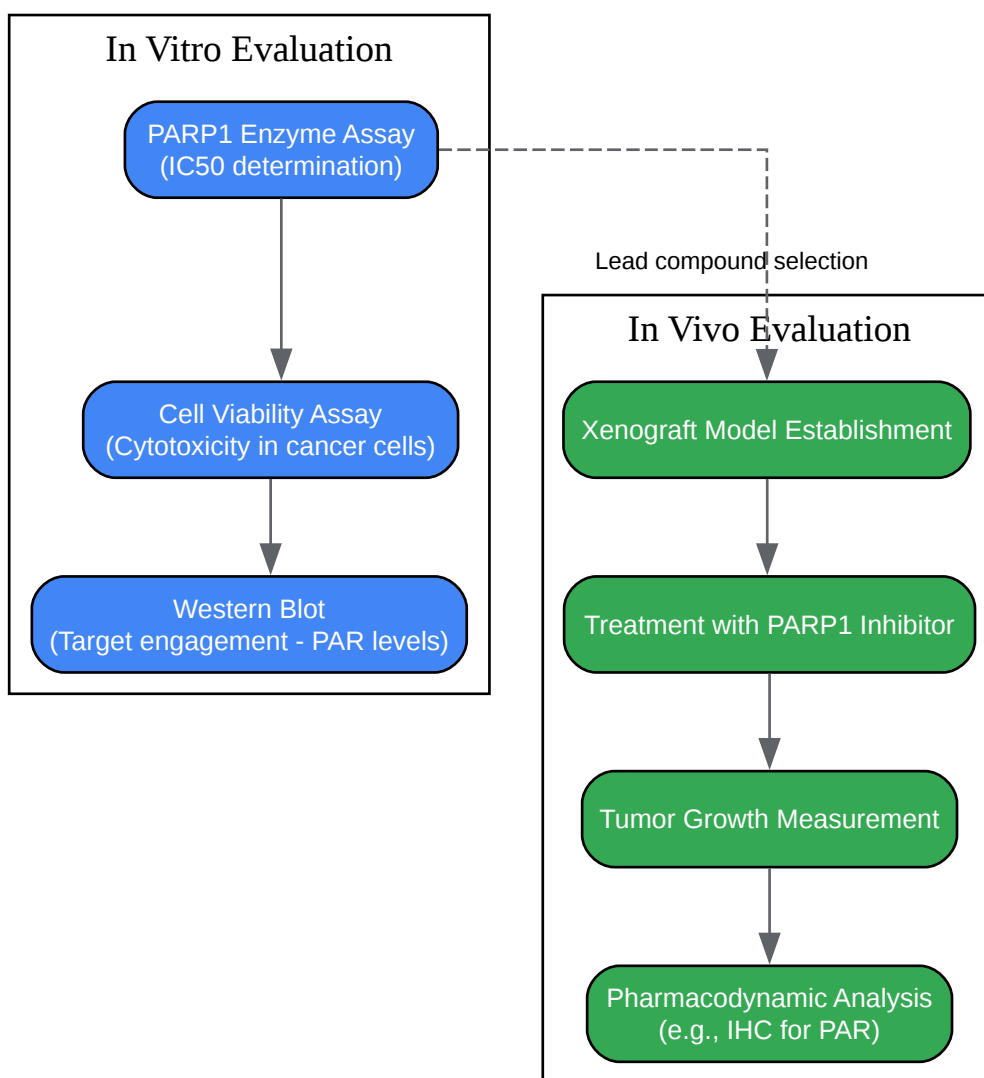 In Vitro Evaluation
PARP1 Enzyme Assay
(IC50 determination)
Lead compound selection
In Vivo Evaluation
Cell Viability Assay
(Cytotoxicity in cancer cells)
Xenograft Model Establishment
Western Blot
(Target engagement - PAR levels)
Treatment with PARP1 Inhibitor
Tumor Growth Measurement
Pharmacodynamic Analysis
(e.g., IHC for PAR)